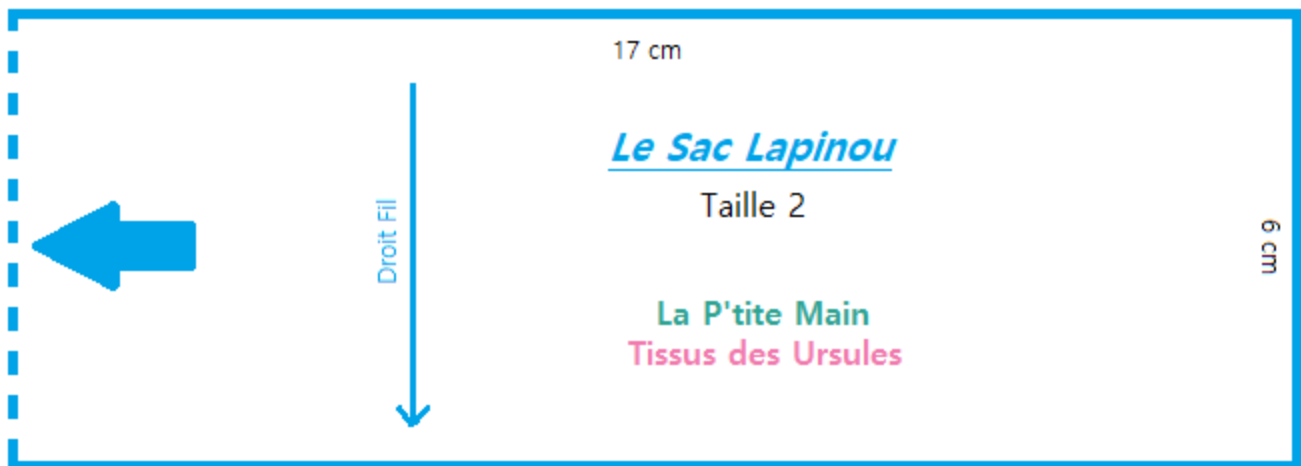 17 cm
Le Sac Lapinou
Taille 2
Droit Fil
6 cm
La P'tite Main
Tissus des Ursules